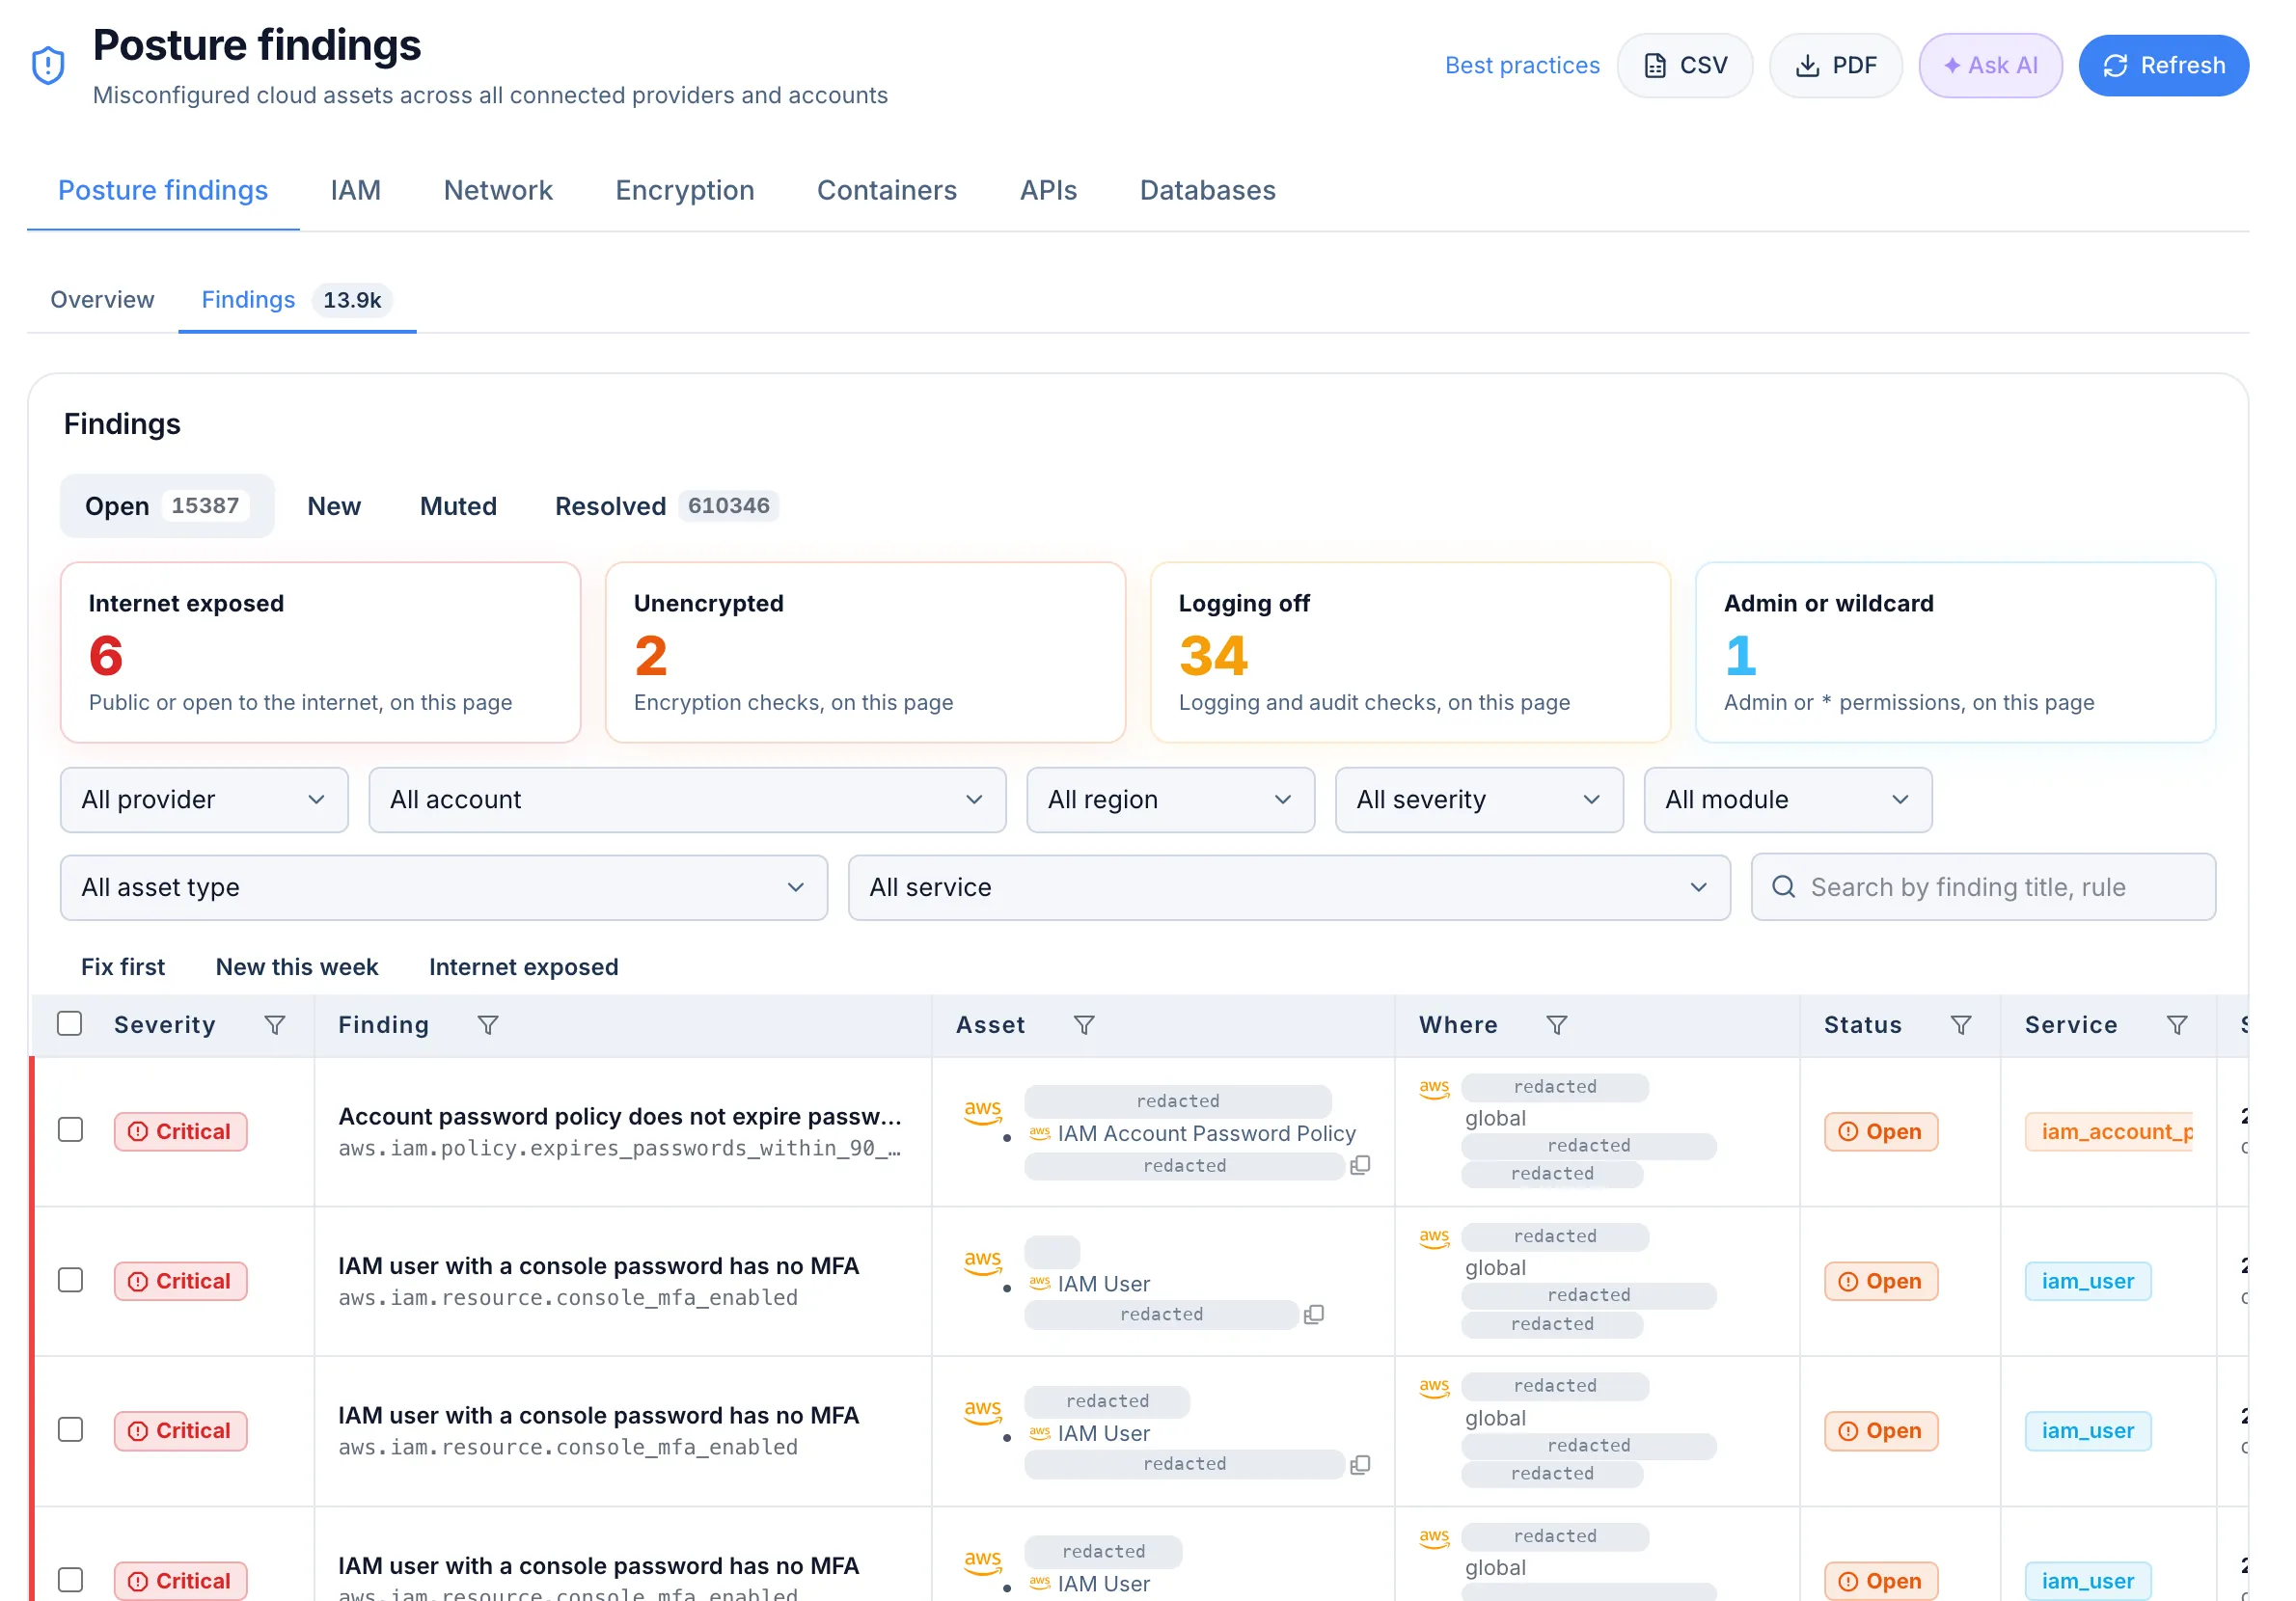 Posture findings
Misconfigured cloud assets across all connected providers and accounts
Best practices
CSV
PDF
Ask AI
Refresh
Posture findings IAM Network Encryption Containers APIs Databases
Overview Findings 13.9k
Findings
Open 15387 New Muted Resolved 610346
Internet exposed
6
Public or open to the internet, on this page
Unencrypted
2
Encryption checks, on this page
Logging off
34
Logging and audit checks, on this page
Admin or wildcard
1
Admin or * permissions, on this page
All provider All account All region All severity All module
All asset type All service Search by finding title, rule
Fix first New this week Internet exposed
Severity Finding Asset Where Status Service
Critical
Account password policy does not expire passw...
aws.iam.policy.expires_passwords_within_90_...
aws
redacted
aws IAM Account Password Policy
redacted
aws redacted
global
redacted
redacted
Open
iam_account_p
Critical
IAM user with a console password has no MFA
aws.iam.resource.console_mfa_enabled
aws
aws IAM User
redacted
aws redacted
global
redacted
redacted
Open
iam_user
Critical
IAM user with a console password has no MFA
aws.iam.resource.console_mfa_enabled
aws
redacted
aws IAM User
redacted
aws redacted
global
redacted
redacted
Open
iam_user
Critical
IAM user with a console password has no MFA
aws.iam.resource.console_mfa_enabled
aws
redacted
aws IAM User
aws redacted
global
Open
iam_user